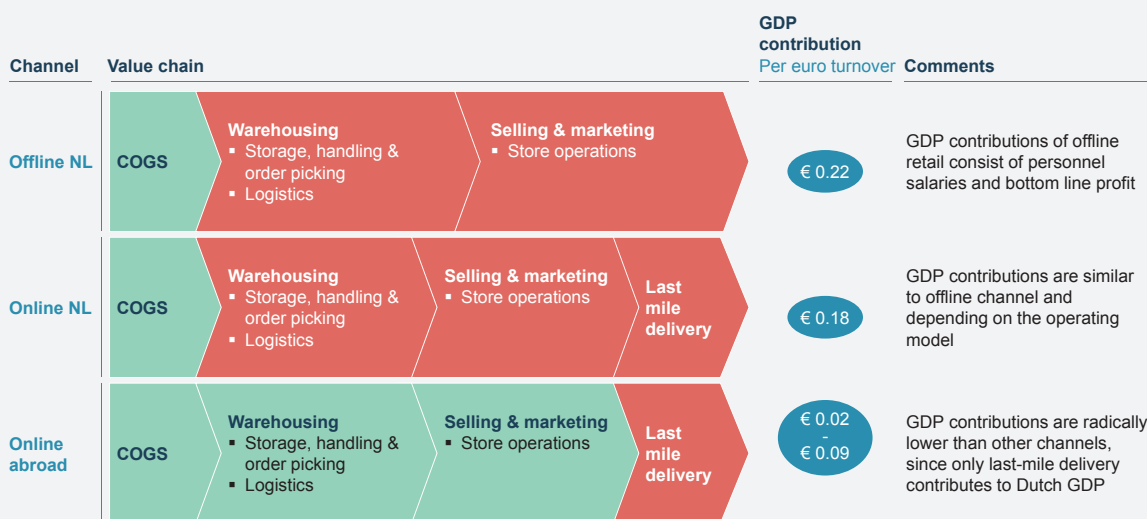 GDP
contribution
Channel
Value chain
Per euro turnover
Comments
Offline NL
COGS
Warehousing
▪ Storage, handling &
order picking
▪ Logistics
Selling & marketing
▪ Store operations
€ 0.22
GDP contributions of offline
retail consist of personnel
salaries and bottom line profit
Online NL
COGS
Warehousing
▪ Storage, handling &
order picking
▪ Logistics
Selling & marketing
▪ Store operations
Last
mile
delivery
€ 0.18
GDP contributions are similar
to offline channel and
depending on the operating
model
Online
abroad
COGS
Warehousing
▪ Storage, handling &
order picking
▪ Logistics
Selling & marketing
▪ Store operations
Last
mile
delivery
€ 0.02
-
€ 0.09
GDP contributions are radically
lower than other channels,
since only last-mile delivery
contributes to Dutch GDP